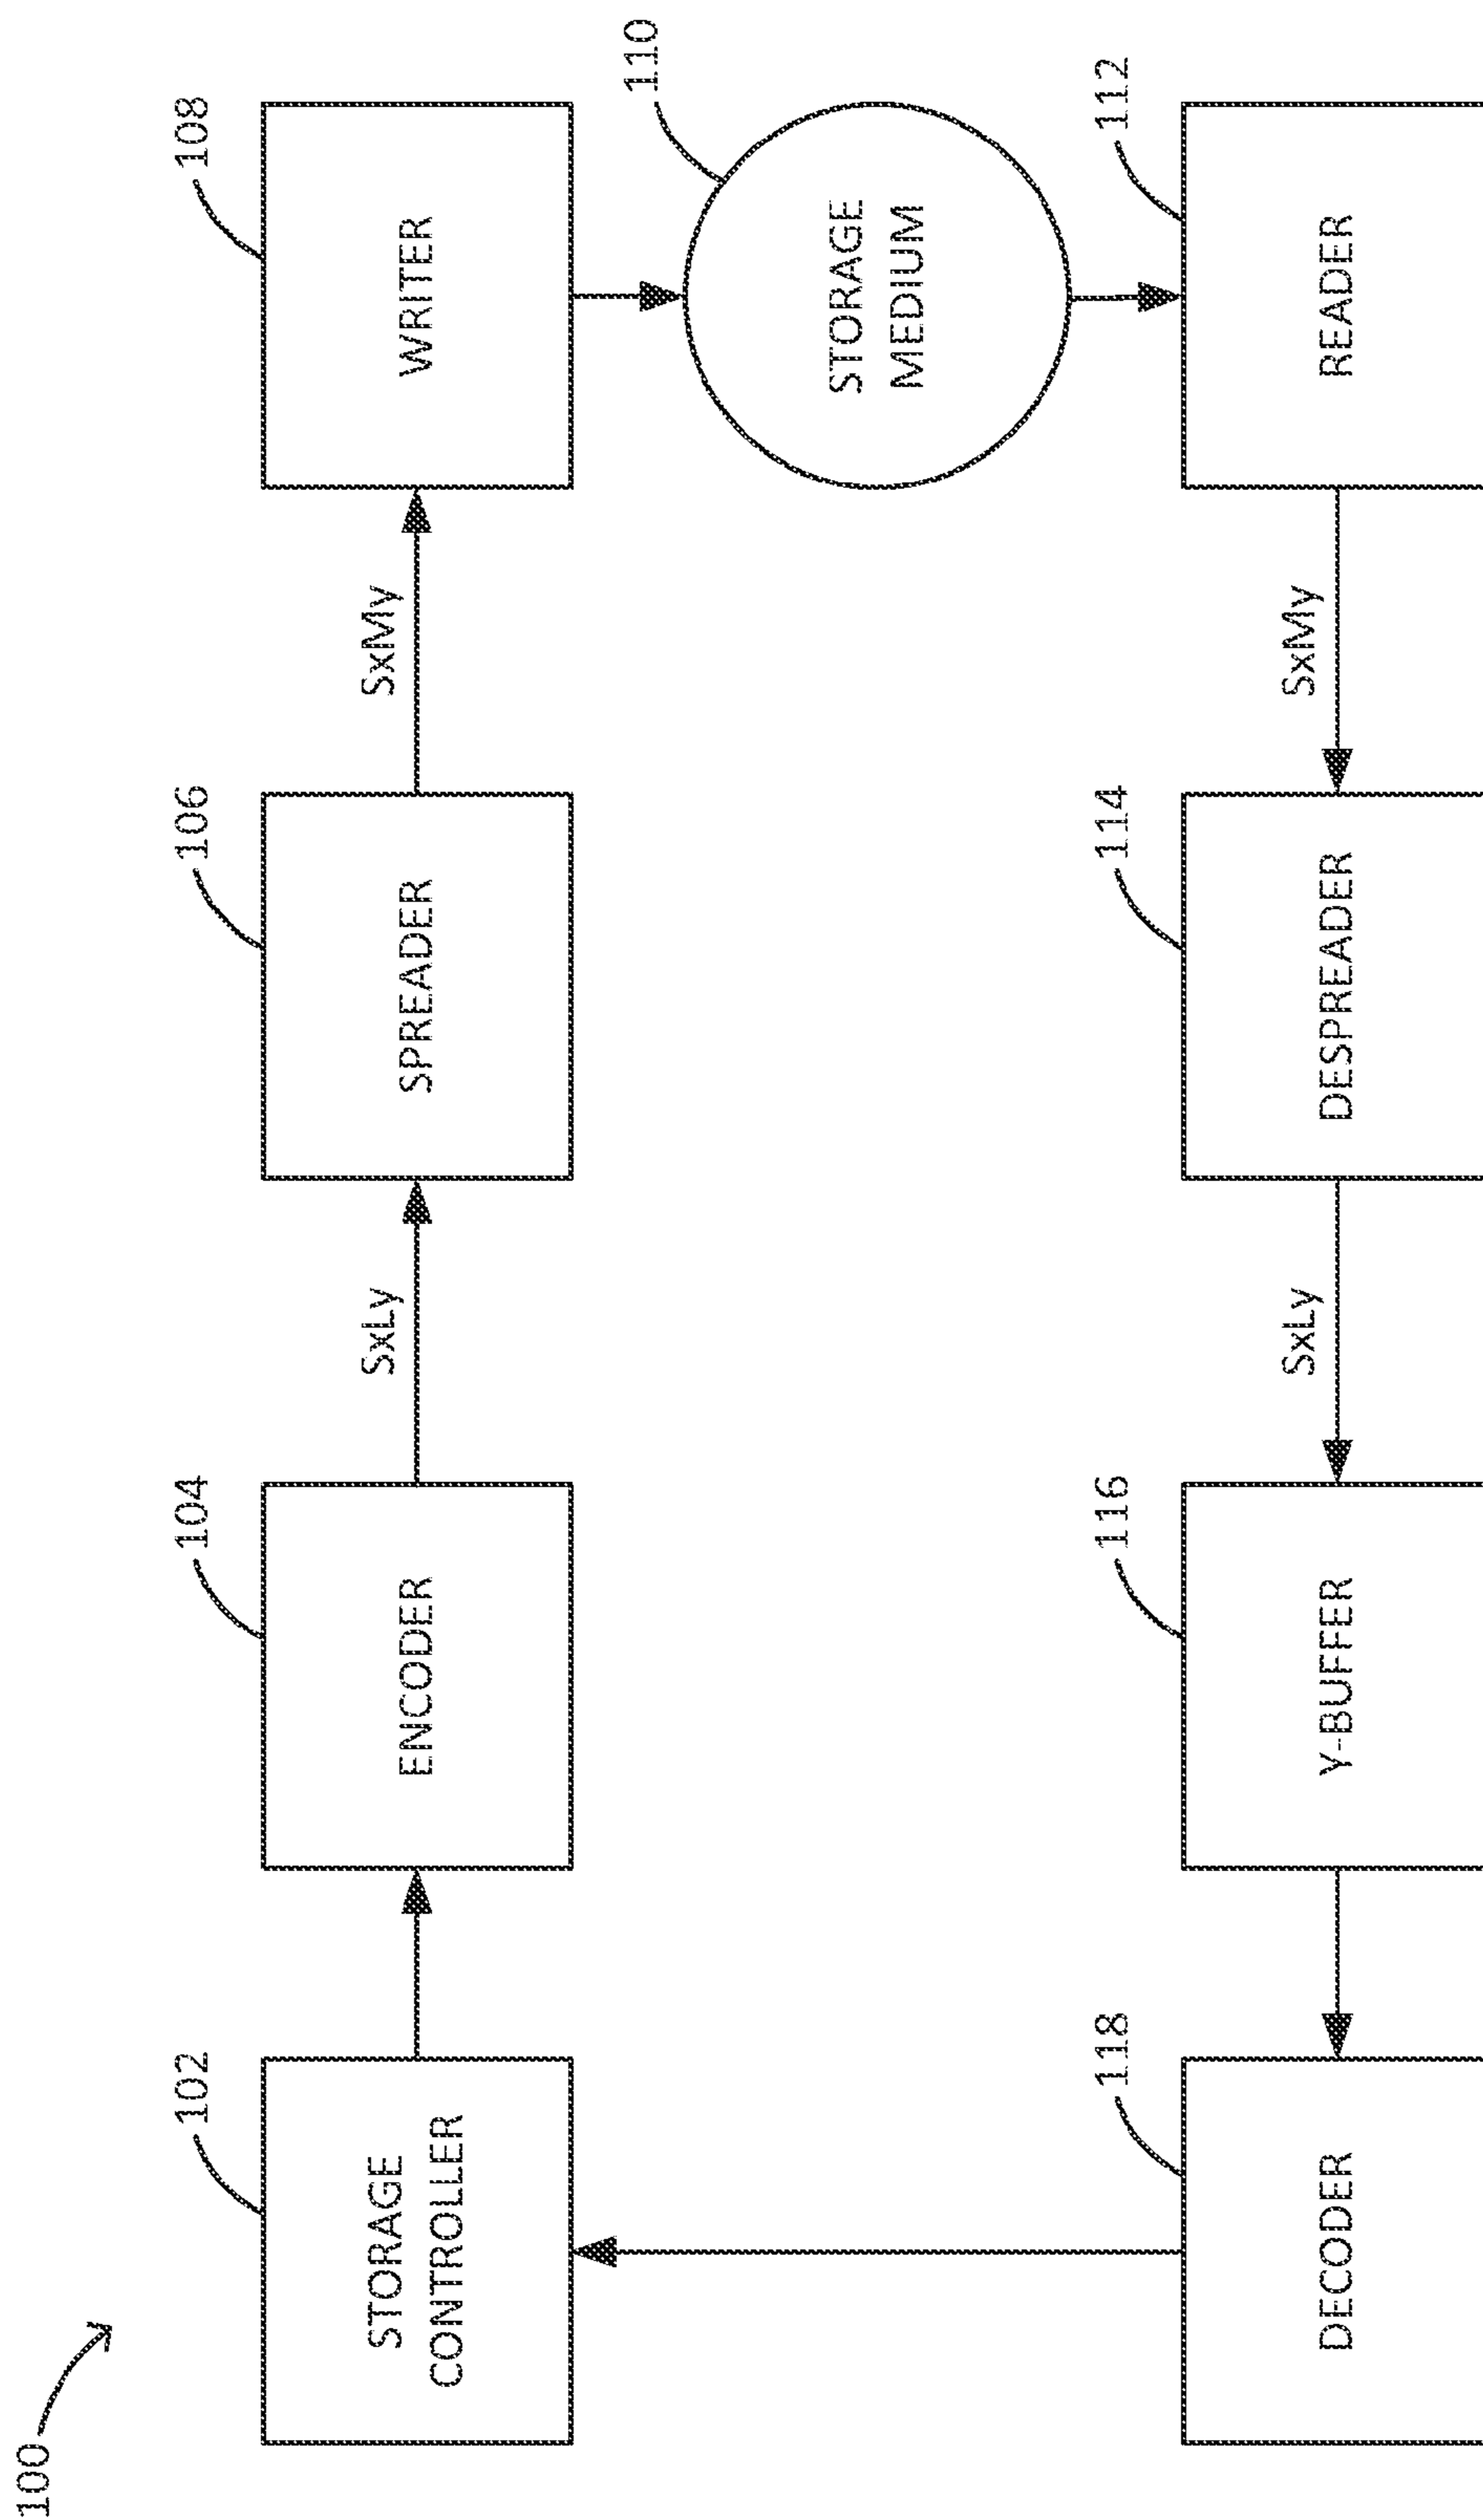 100
102
STORAGE
CONTROLLER
104
ENCODER
SxLy
106
SPREADER
SxMy
108
WRITER
110
STORAGE
MEDIUM
112
READER
SxMy
114
DESPREADER
SxLy
116
Y-BUFFER
118
DECODER